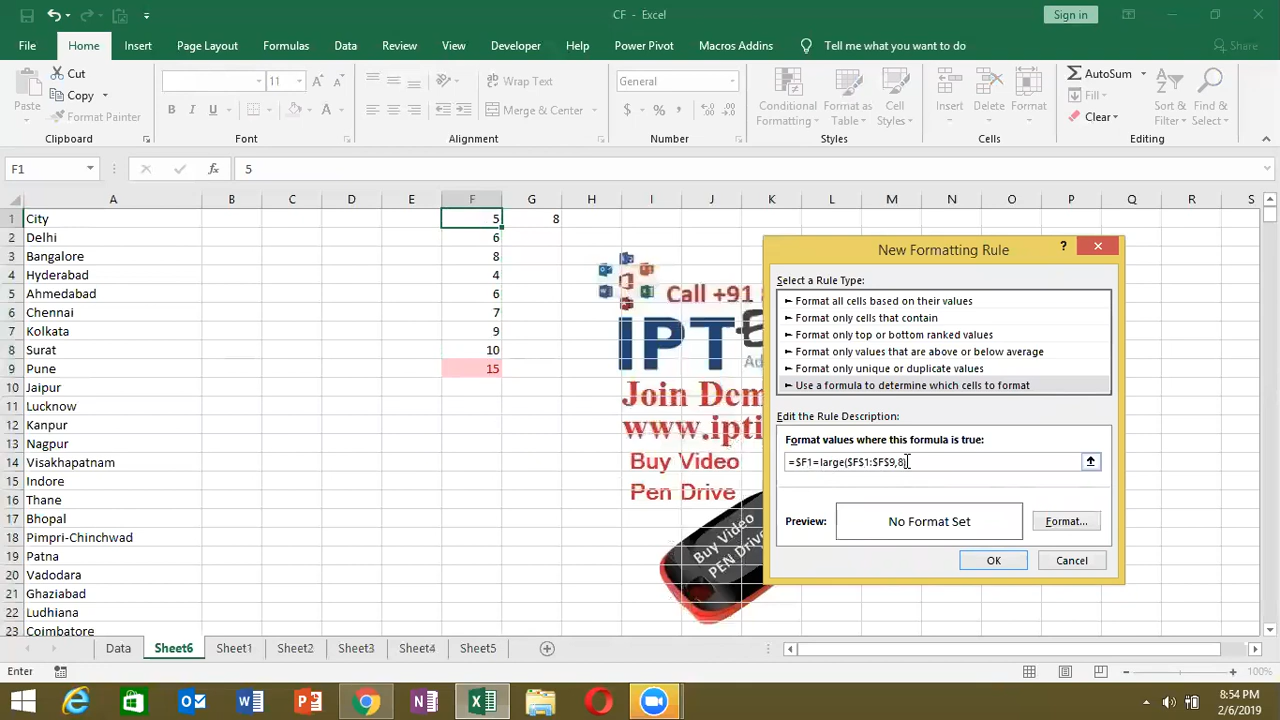 CF - Excel
Sign in
File Home Insert Page Layout Formulas Data Review View Developer Help Power Pivot Macros Addins Tell me what you want to do Share
Paste
Cut
Copy
Format Painter
Clipboard
11
B I U
Font
Wrap Text
Merge & Center
Alignment
General
$ % ,
Number
Conditional Formatting
Format as Table
Cell Styles
Styles
Insert
Delete
Format
Cells
AutoSum
Fill
Clear
Sort & Filter
Find & Select
Editing
F1
fx
5
A B C D E F G H I J K L M N O P Q R S
1 City 5 8
2 Delhi 6
3 Bangalore 8
4 Hyderabad 4
5 Ahmedabad 6
6 Chennai 7
7 Kolkata 9
8 Surat 10
9 Pune 15
10 Jaipur
11 Lucknow
12 Kanpur
13 Nagpur
14 Visakhapatnam
15 Indore
16 Thane
17 Bhopal
18 Pimpri-Chinchwad
19 Patna
20 Vadodara
21 Ghaziabad
22 Ludhiana
23 Coimbatore
Call +91
IPT
Ad
Join Dem
www.ipti
Buy Video
Pen Drive
Buy Video
PEN Drive
New Formatting Rule
?
Select a Rule Type:
► Format all cells based on their values
► Format only cells that contain
► Format only top or bottom ranked values
► Format only values that are above or below average
► Format only unique or duplicate values
► Use a formula to determine which cells to format
Edit the Rule Description:
Format values where this formula is true:
=$F1=large($F$1:$F$9,8)
Preview:
No Format Set
Format...
OK
Cancel
Data Sheet6 Sheet1 Sheet2 Sheet3 Sheet4 Sheet5
Enter
100%
8:54 PM
2/6/2019